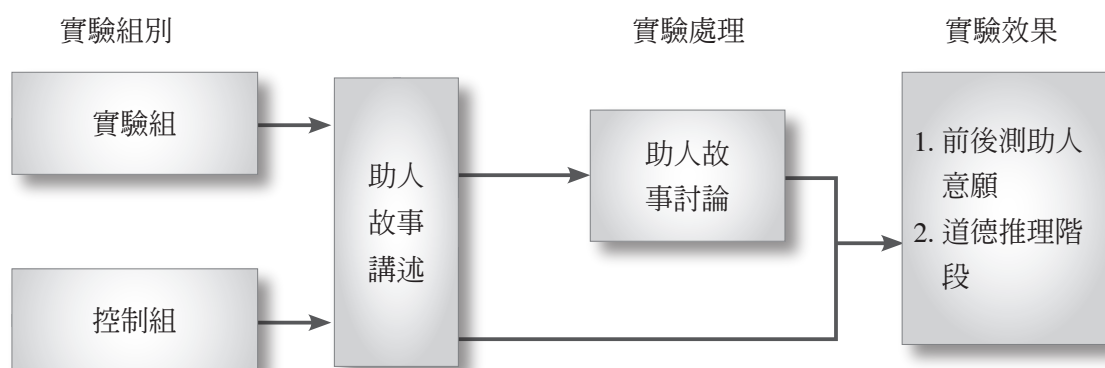 實驗組別
實驗處理
實驗效果
實驗組
控制組
助人
故事
講述
助人故
事討論
1. 前後測助人
意願
2. 道德推理階
段